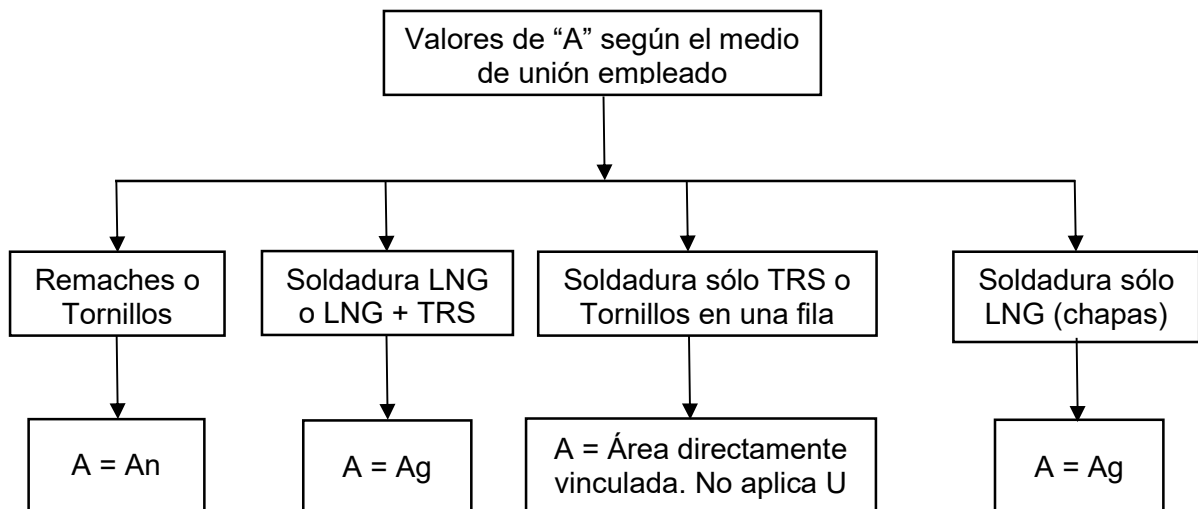 Valores de “A” según el medio
de unión empleado
Remaches o
Tornillos
Soldadura LNG
o LNG + TRS
Soldadura sólo TRS o
Tornillos en una fila
Soldadura sólo
LNG (chapas)
A = An
A = Ag
A = Área directamente
vinculada. No aplica U
A = Ag